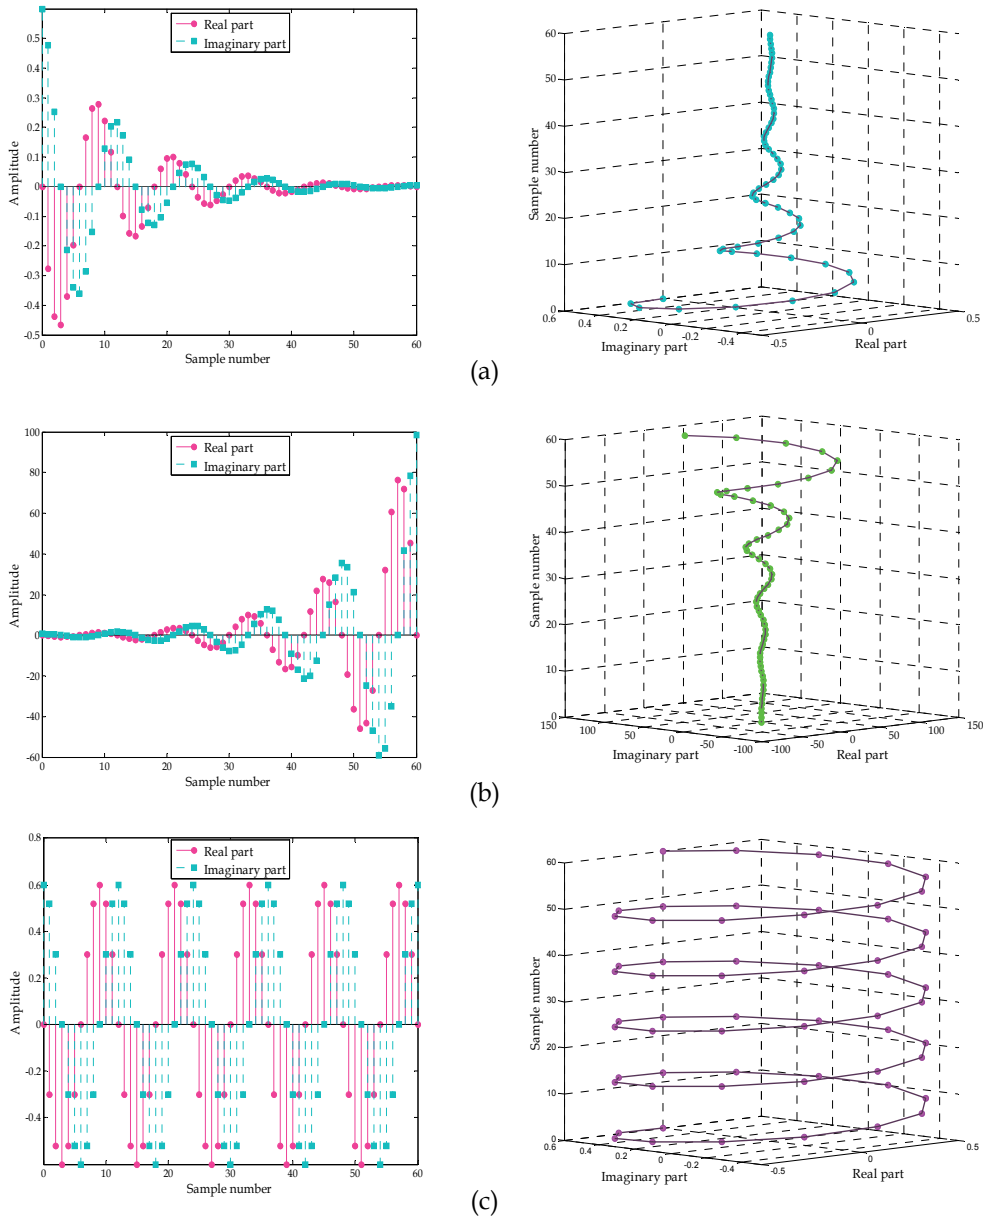 Real part
Imaginary part
0.5
0.4
0.3
0.2
0.1
0
-0.1
-0.2
-0.3
-0.4
-0.5
Amplitude
0 10 20 30 40 50 60
Sample number
60
50
40
30
20
10
0
Sample number
0.6 0.4 0.2 0 -0.2 -0.4 -0.5 0 0.5
Imaginary part Real part
(a)
Real part
Imaginary part
100
80
60
40
20
0
-20
-40
-60
Amplitude
0 10 20 30 40 50 60
Sample number
60
50
40
30
20
10
0
Sample number
150 100 50 0 -50 -100 -100 -50 0 50 100 150
Imaginary part Real part
(b)
Real part
Imaginary part
0.8
0.6
0.4
0.2
0
-0.2
-0.4
Amplitude
0 10 20 30 40 50 60
Sample number
60
50
40
30
20
10
0
Sample number
0.6 0.4 0.2 0 -0.2 -0.4 -0.5 0 0.5
Imaginary part Real part
(c)